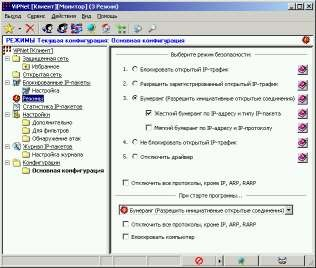 ViPNet [Клиент][Монитор] (3 Режим)
Выход Сервис Действия Вид Помощь
РЕЖИМЫ Текущая конфигурация: Основная конфигурация
ViPNet [Клиент]
Защищенная сеть
Избранное
Открытая сеть
Блокированные IP-пакеты
Настройка
Режимы
Статистика IP-пакетов
Настройки
Дополнительно
Для фильтров
Обнаружение атак
Журнал IP-пакетов
Настройка журнала
Конфигурации
Основная конфигурация
Выберите режим безопасности:
1. Блокировать открытый IP-трафик
2. Разрешить зарегистрированный открытый IP-трафик
3. Бумеранг (Разрешить инициативные открытые соединения)
Жесткий бумеранг по IP-адресу и типу IP-пакета
Мягкий бумеранг по IP-адресу и IP-протоколу
4. Не блокировать открытый IP-трафик
5. Отключить драйвер
Отключить все протоколы, кроме IP, ARP, RARP
При старте программы...
Бумеранг (Разрешить инициативные открытые соединения)
Отключить все протоколы, кроме IP, ARP, RARP
Блокировать компьютер